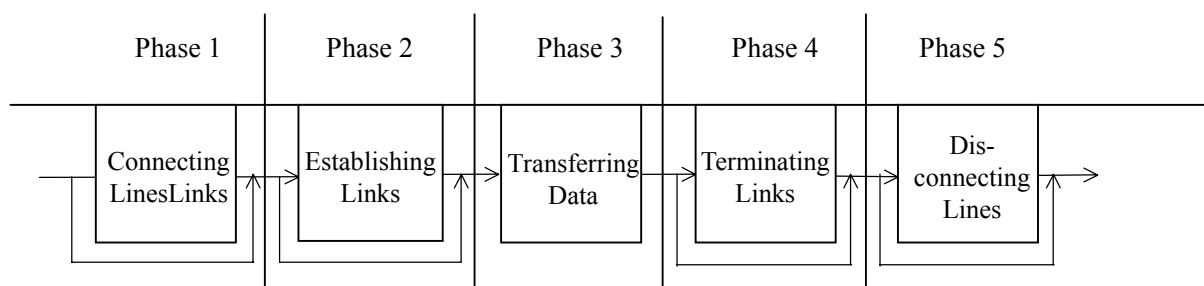 Phase 1
Phase 2
Phase 3
Phase 4
Phase 5
Connecting
LinesLinks
Establishing
Links
Transferring
Data
Terminating
Links
Dis-
connecting
Lines